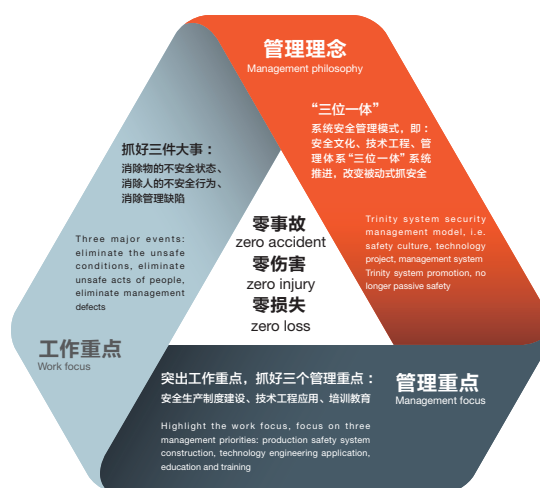 管理理念
Management philosophy
“三位一体”
系统安全管理模式，即：
安全文化、技术工程、管
理体系“三位一体”系统
推进，改变被动式抓安全
Trinity system security
management model, i.e.
safety culture, technology
project, management system
Trinity system promotion, no
longer passive safety
抓好三件大事：
消除物的不安全状态、
消除人的不安全行为、
消除管理缺陷
Three major events:
eliminate the unsafe
conditions, eliminate
unsafe acts of people,
eliminate management
defects
工作重点
Work focus
零事故
zero accident
零伤害
zero injury
零损失
zero loss
突出工作重点，抓好三个管理重点：
安全生产制度建设、技术工程应用、培训教育
Highlight the work focus, focus on three
management priorities: production safety system
construction, technology engineering application,
education and training
管理重点
Management focus